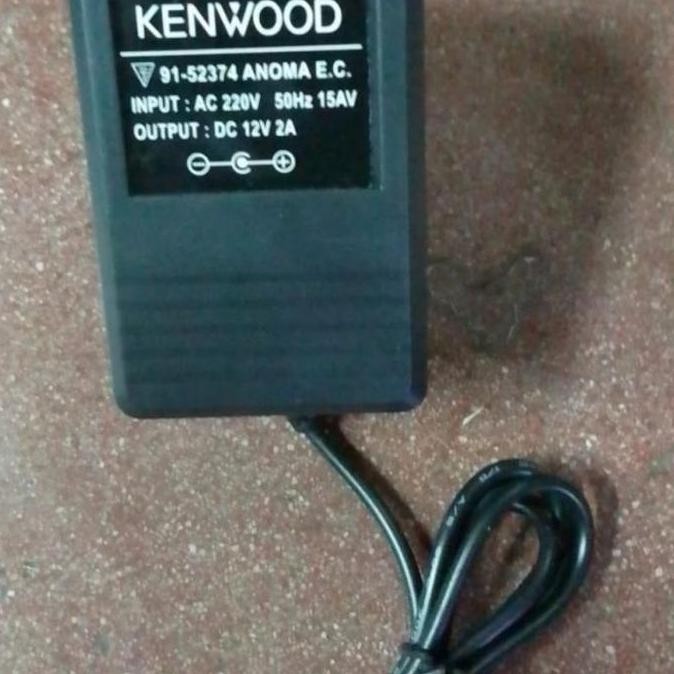 KENWOOD
91-52374 ANOMA E.C.
INPUT : AC 220V 50Hz 15AV
OUTPUT : DC 12V 2A